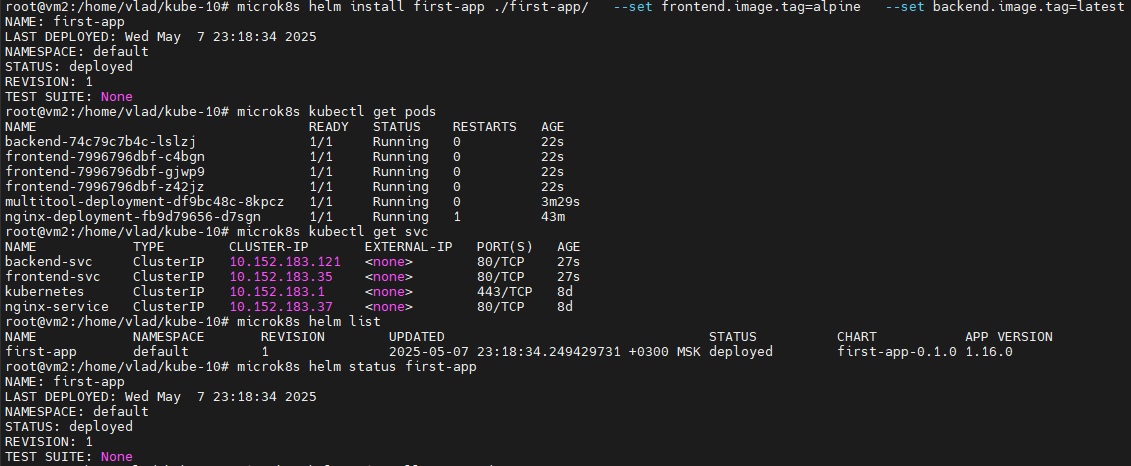 root@vm2:/home/vlad/kube-10# microk8s helm install first-app ./first-app/   --set frontend.image.tag=alpine   --set backend.image.tag=latest
NAME: first-app
LAST DEPLOYED: Wed May  7 23:18:34 2025
NAMESPACE: default
STATUS: deployed
REVISION: 1
TEST SUITE: None
root@vm2:/home/vlad/kube-10# microk8s kubectl get pods
NAME                                  READY   STATUS    RESTARTS   AGE
backend-74c79c7b4c-lslzj              1/1     Running   0          22s
frontend-7996796dbf-c4bgn             1/1     Running   0          22s
frontend-7996796dbf-gjwp9             1/1     Running   0          22s
frontend-7996796dbf-z42jz             1/1     Running   0          22s
multitool-deployment-df9bc48c-8kpcz   1/1     Running   0          3m29s
nginx-deployment-fb9d79656-d7sgn      1/1     Running   1          43m
root@vm2:/home/vlad/kube-10# microk8s kubectl get svc
NAME            TYPE        CLUSTER-IP       EXTERNAL-IP   PORT(S)   AGE
backend-svc     ClusterIP   10.152.183.121   <none>        80/TCP    27s
frontend-svc    ClusterIP   10.152.183.35    <none>        80/TCP    27s
kubernetes      ClusterIP   10.152.183.1     <none>        443/TCP   8d
nginx-service   ClusterIP   10.152.183.37    <none>        80/TCP    8d
root@vm2:/home/vlad/kube-10# microk8s helm list
NAME            NAMESPACE       REVISION        UPDATED                                 STATUS          CHART           APP VERSION
first-app       default         1               2025-05-07 23:18:34.249429731 +0300 MSK deployed        first-app-0.1.0 1.16.0
root@vm2:/home/vlad/kube-10# microk8s helm status first-app
NAME: first-app
LAST DEPLOYED: Wed May  7 23:18:34 2025
NAMESPACE: default
STATUS: deployed
REVISION: 1
TEST SUITE: None